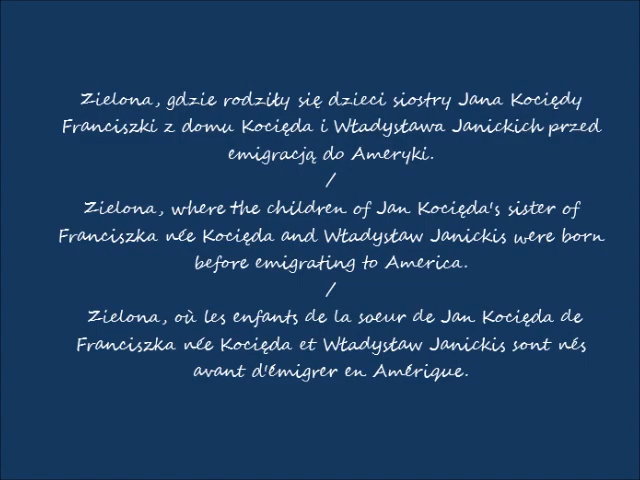 Zielona, gdzie rodziły się dzieci siostry Jana Kociędy
Franciszki z domu Kocięda i Władysława Janickich przed
emigracją do Ameryki.
/
Zielona, where the children of Jan Kocięda's sister of
Franciszka née Kocięda and Władysław Janickis were born
before emigrating to America.
/
Zielona, où les enfants de la soeur de Jan Kocięda de
Franciszka née Kocięda et Władysław Janickis sont nés
avant d'émigrer en Amérique.